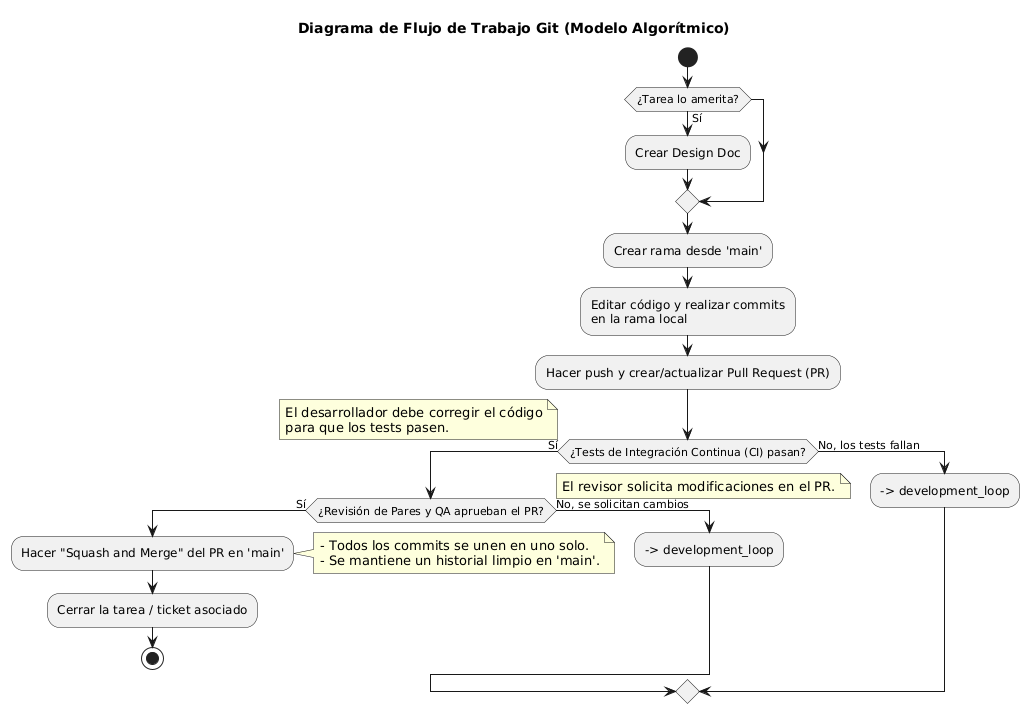 Diagrama de Flujo de Trabajo Git (Modelo Algorítmico)
¿Tarea lo amerita?
Sí
Crear Design Doc
Crear rama desde 'main'
Editar código y realizar commits
en la rama local
Hacer push y crear/actualizar Pull Request (PR)
El desarrollador debe corregir el código
para que los tests pasen.
Sí
¿Tests de Integración Continua (CI) pasan?
No, los tests fallan
El revisor solicita modificaciones en el PR.
-> development_loop
Sí
¿Revisión de Pares y QA aprueban el PR?
No, se solicitan cambios
Hacer "Squash and Merge" del PR en 'main'
- Todos los commits se unen en uno solo.
- Se mantiene un historial limpio en 'main'.
-> development_loop
Cerrar la tarea / ticket asociado